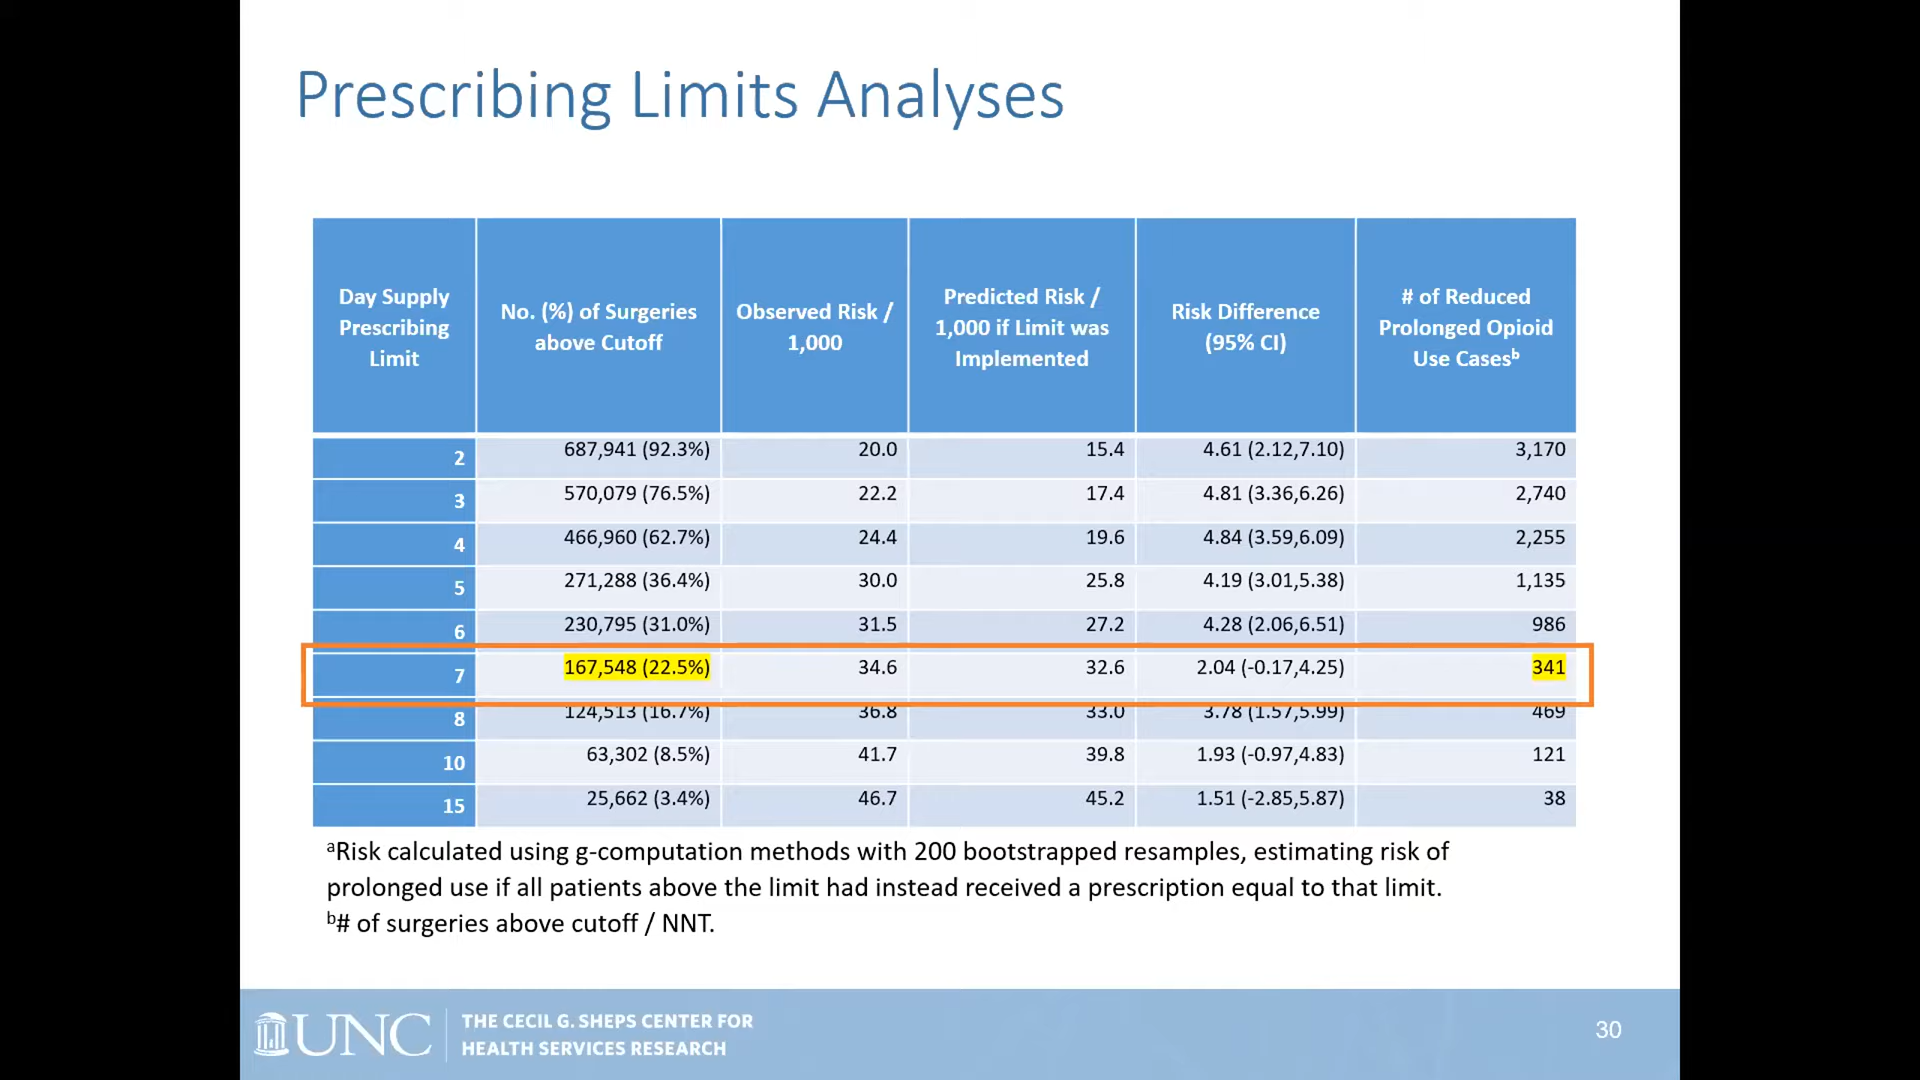 Prescribing Limits Analyses
Day Supply
Prescribing
Limit
No. (%) of Surgeries
above Cutoff
Observed Risk /
1,000
Predicted Risk /
1,000 if Limit was
Implemented
Risk Difference
(95% CI)
# of Reduced
Prolonged Opioid
Use Casesᵇ
2 687,941 (92.3%) 20.0 15.4 4.61 (2.12,7.10) 3,170
3 570,079 (76.5%) 22.2 17.4 4.81 (3.36,6.26) 2,740
4 466,960 (62.7%) 24.4 19.6 4.84 (3.59,6.09) 2,255
5 271,288 (36.4%) 30.0 25.8 4.19 (3.01,5.38) 1,135
6 230,795 (31.0%) 31.5 27.2 4.28 (2.06,6.51) 986
7 167,548 (22.5%) 34.6 32.6 2.04 (-0.17,4.25) 341
8 124,513 (16.7%) 36.8 33.0 3.78 (1.57,5.99) 469
10 63,302 (8.5%) 41.7 39.8 1.93 (-0.97,4.83) 121
15 25,662 (3.4%) 46.7 45.2 1.51 (-2.85,5.87) 38
ᵃRisk calculated using g-computation methods with 200 bootstrapped resamples, estimating risk of
prolonged use if all patients above the limit had instead received a prescription equal to that limit.
ᵇ# of surgeries above cutoff / NNT.
UNC
THE CECIL G. SHEPS CENTER FOR
HEALTH SERVICES RESEARCH
30